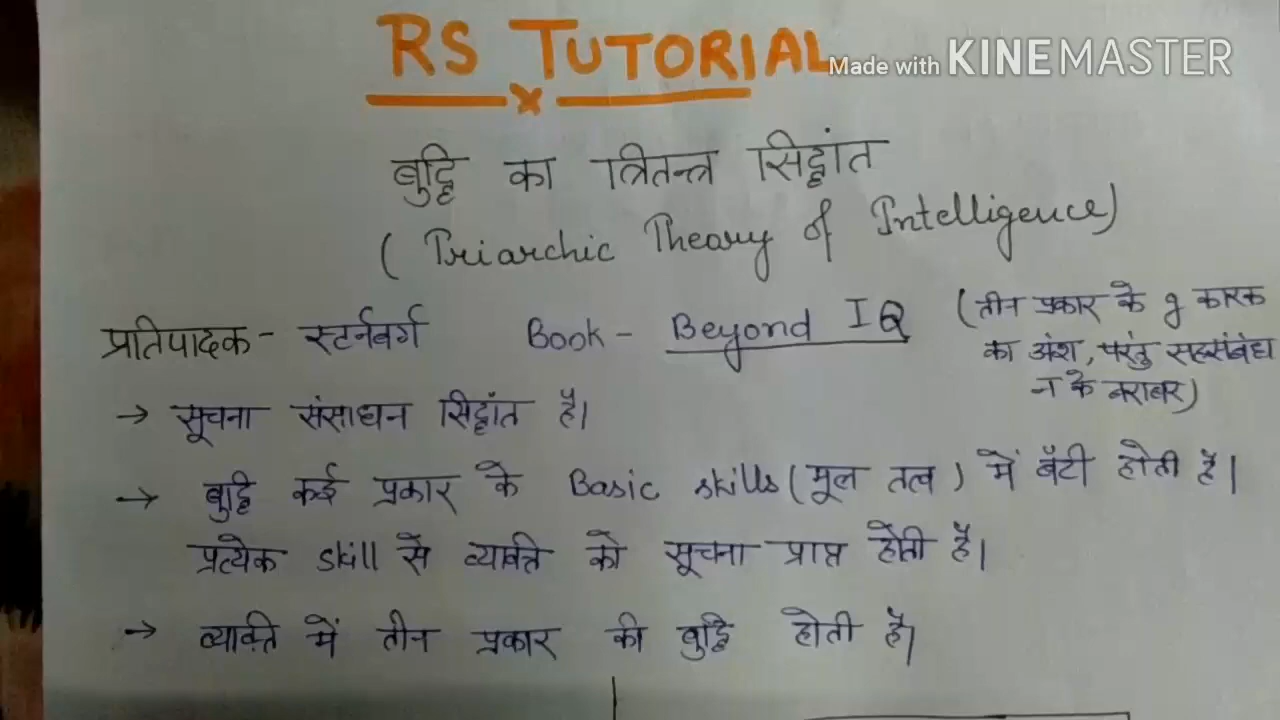 RS TUTORIAL
Made with KINEMASTER
बुद्धि का त्रितन्त्र सिद्धांत
( Triarchic Theory of Intelligence)
प्रतिपादक - स्टर्नबर्ग Book - Beyond IQ (तीन प्रकार के g कारक
का अंश, परंतु सहसंबंध
न के बराबर)
→ सूचना संसाधन सिद्धांत है।
→ बुद्धि कई प्रकार के Basic skills (मूल तत्व) में बँटी होती है।
प्रत्येक skill से व्यक्ति को सूचना प्राप्त होती है।
→ व्यक्ति में तीन प्रकार की बुद्धि होती है।